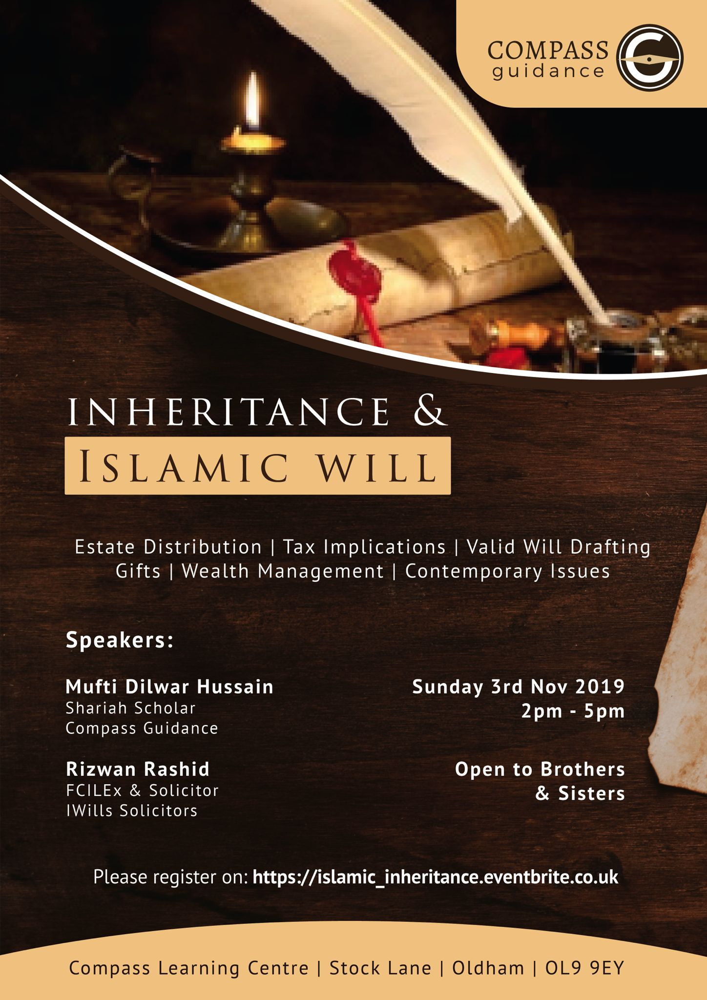 COMPASS
guidance
INHERITANCE &
ISLAMIC WILL
Estate Distribution | Tax Implications | Valid Will Drafting
Gifts | Wealth Management | Contemporary Issues
Speakers:
Mufti Dilwar Hussain
Shariah Scholar
Compass Guidance
Rizwan Rashid
FCILEx & Solicitor
IWills Solicitors
Sunday 3rd Nov 2019
2pm - 5pm
Open to Brothers
& Sisters
Please register on: https://islamic_inheritance.eventbrite.co.uk
Compass Learning Centre | Stock Lane | Oldham | OL9 9EY